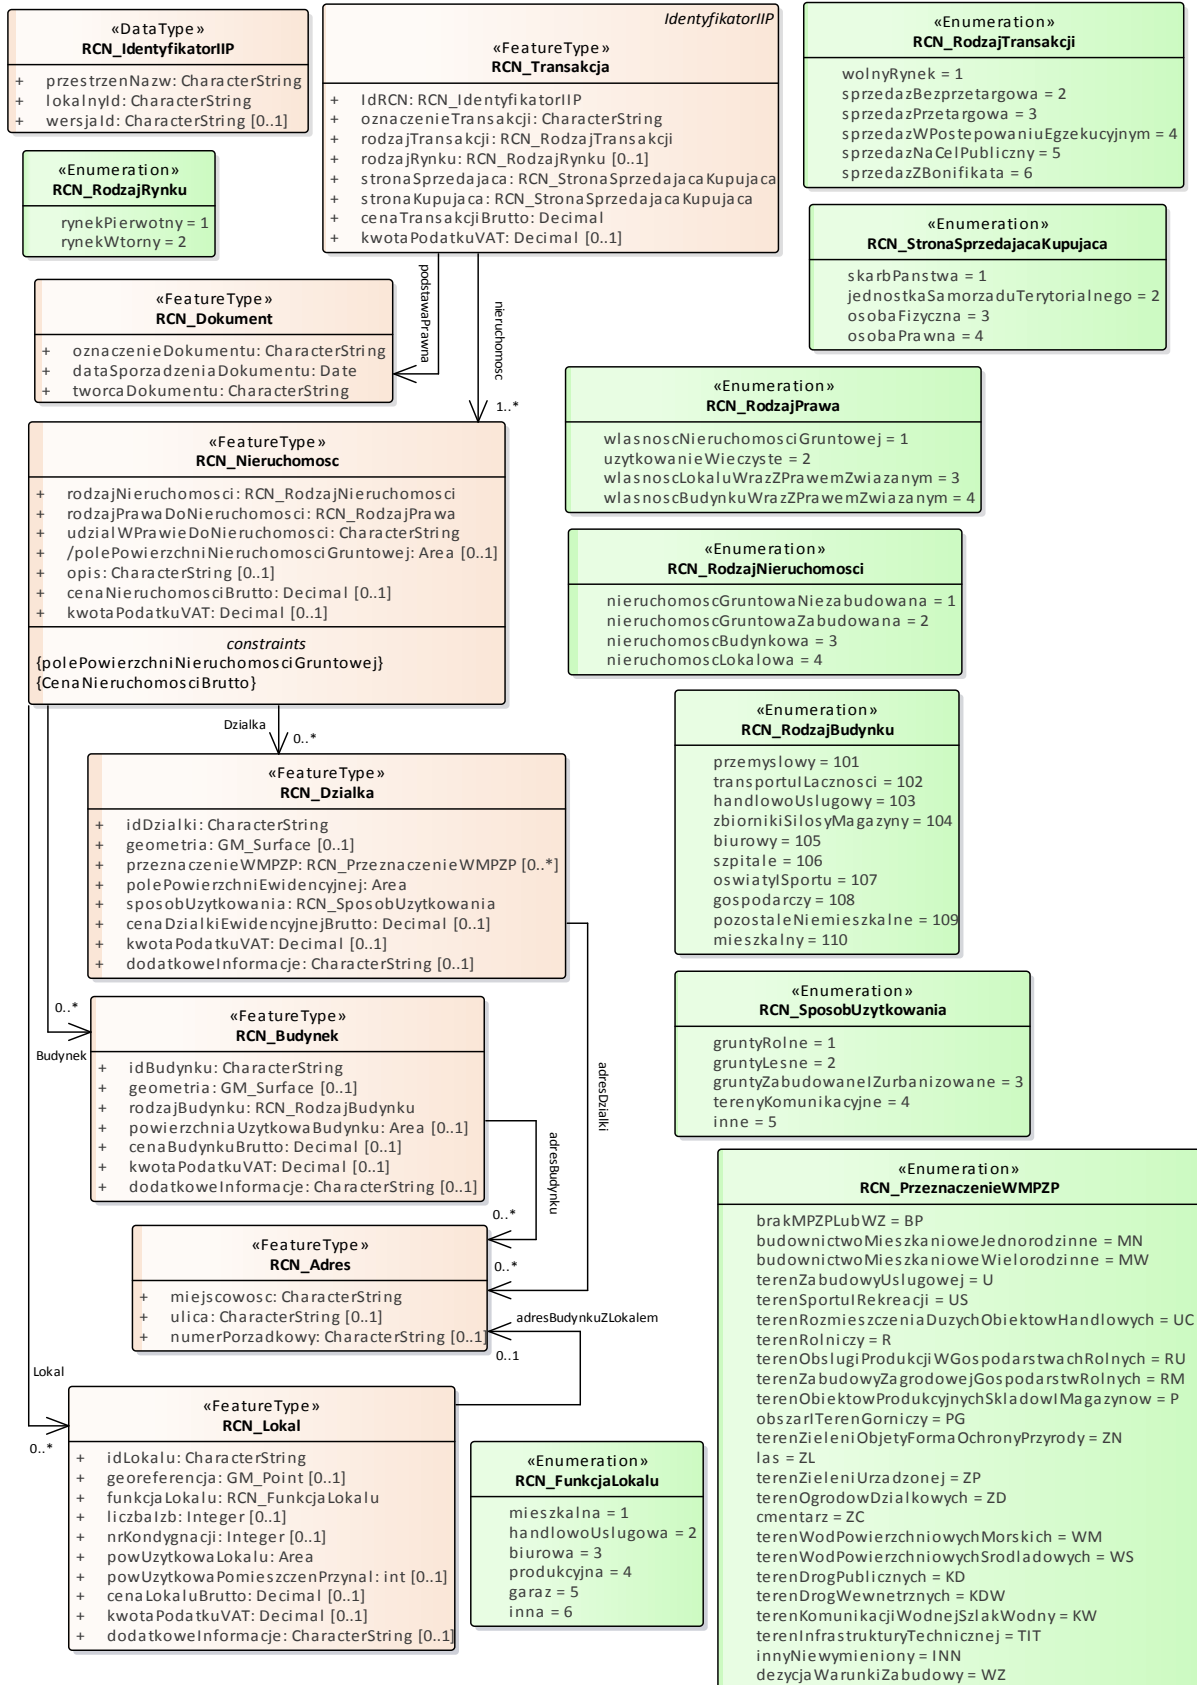 «DataType»
RCN_IdentyfikatorIIP
+ przestrzenNazw: CharacterString
+ lokalnyId: CharacterString
+ wersjaId: CharacterString [0..1]
IdentyfikatorIIP
«FeatureType»
RCN_Transakcja
+ IdRCN: RCN_IdentyfikatorIIP
+ oznaczenieTransakcji: CharacterString
+ rodzajTransakcji: RCN_RodzajTransakcji
+ rodzajRynku: RCN_RodzajRynku [0..1]
+ stronaSprzedajaca: RCN_StronaSprzedajacaKupujaca
+ stronaKupujaca: RCN_StronaSprzedajacaKupujaca
+ cenaTransakcjiBrutto: Decimal
+ kwotaPodatkuVAT: Decimal [0..1]
«Enumeration»
RCN_RodzajTransakcji
wolnyRynek = 1
sprzedazBezprzetargowa = 2
sprzedazPrzetargowa = 3
sprzedazWPostepowaniuEgzekucyjnym = 4
sprzedazNaCelPubliczny = 5
sprzedazZBonifikata = 6
«Enumeration»
RCN_RodzajRynku
rynekPierwotny = 1
rynekWtorny = 2
«Enumeration»
RCN_StronaSprzedajacaKupujaca
skarbPanstwa = 1
jednostkaSamorzaduTerytorialnego = 2
osobaFizyczna = 3
osobaPrawna = 4
«FeatureType»
RCN_Dokument
+ oznaczenieDokumentu: CharacterString
+ dataSporzadzeniaDokumentu: Date
+ tworcaDokumentu: CharacterString
podstawaPrawna
nieruchomosc
1..*
«Enumeration»
RCN_RodzajPrawa
wlasnoscNieruchomosciGruntowej = 1
uzytkowanieWieczyste = 2
wlasnoscLokaluWrazZPrawemZwiazanym = 3
wlasnoscBudynkuWrazZPrawemZwiazanym = 4
«FeatureType»
RCN_Nieruchomosc
+ rodzajNieruchomosci: RCN_RodzajNieruchomosci
+ rodzajPrawaDoNieruchomosci: RCN_RodzajPrawa
+ udzialWPrawieDoNieruchomosci: CharacterString
+ /polePowierzchniNieruchomosciGruntowej: Area [0..1]
+ opis: CharacterString [0..1]
+ cenaNieruchomosciBrutto: Decimal [0..1]
+ kwotaPodatkuVAT: Decimal [0..1]
constraints
{polePowierzchniNieruchomosciGruntowej}
{CenaNieruchomosciBrutto}
«Enumeration»
RCN_RodzajNieruchomosci
nieruchomoscGruntowaNiezabudowana = 1
nieruchomoscGruntowaZabudowana = 2
nieruchomoscBudynkowa = 3
nieruchomoscLokalowa = 4
Dzialka
0..*
«Enumeration»
RCN_RodzajBudynku
przemyslowy = 101
transportuILacznosci = 102
handlowoUslugowy = 103
zbiornikiSilosyMagazyny = 104
biurowy = 105
szpitale = 106
oswiatyISportu = 107
gospodarczy = 108
pozostaleNiemieszkalne = 109
mieszkalny = 110
«FeatureType»
RCN_Dzialka
+ idDzialki: CharacterString
+ geometria: GM_Surface [0..1]
+ przeznaczenieWMPZP: RCN_PrzeznaczenieWMPZP [0..*]
+ polePowierzchniEwidencyjnej: Area
+ sposobUzytkowania: RCN_SposobUzytkowania
+ cenaDzialkiEwidencyjnejBrutto: Decimal [0..1]
+ kwotaPodatkuVAT: Decimal [0..1]
+ dodatkoweInformacje: CharacterString [0..1]
0..*
Budynek
«FeatureType»
RCN_Budynek
+ idBudynku: CharacterString
+ geometria: GM_Surface [0..1]
+ rodzajBudynku: RCN_RodzajBudynku
+ powierzchniaUzytkowaBudynku: Area [0..1]
+ cenaBudynkuBrutto: Decimal [0..1]
+ kwotaPodatkuVAT: Decimal [0..1]
+ dodatkoweInformacje: CharacterString [0..1]
adresBudynku
adresDzialki
«Enumeration»
RCN_SposobUzytkowania
gruntyRolne = 1
gruntyLesne = 2
gruntyZabudowaneIZurbanizowane = 3
terenyKomunikacyjne = 4
inne = 5
0..*
0..*
«FeatureType»
RCN_Adres
+ miejscowosc: CharacterString
+ ulica: CharacterString [0..1]
+ numerPorzadkowy: CharacterString [0..1]
adresBudynkuZLokalem
0..1
Lokal
0..*
«FeatureType»
RCN_Lokal
+ idLokalu: CharacterString
+ georeferencja: GM_Point [0..1]
+ funkcjaLokalu: RCN_FunkcjaLokalu
+ liczbaIzb: Integer [0..1]
+ nrKondygnacji: Integer [0..1]
+ powUzytkowaLokalu: Area
+ powUzytkowaPomieszczenPrzynal: int [0..1]
+ cenaLokaluBrutto: Decimal [0..1]
+ kwotaPodatkuVAT: Decimal [0..1]
+ dodatkoweInformacje: CharacterString [0..1]
«Enumeration»
RCN_FunkcjaLokalu
mieszkalna = 1
handlowoUslugowa = 2
biurowa = 3
produkcyjna = 4
garaz = 5
inna = 6
«Enumeration»
RCN_PrzeznaczenieWMPZP
brakMPZPLubWZ = BP
budownictwoMieszkanioweJednorodzinne = MN
budownictwoMieszkanioweWielorodzinne = MW
terenZabudowyUslugowej = U
terenSportuIRekreacji = US
terenRozmieszczeniaDuzychObiektowHandlowych = UC
terenRolniczy = R
terenObslugiProdukcjiWGospodarstwachRolnych = RU
terenZabudowyZagrodowejGospodarstwRolnych = RM
terenObiektowProdukcyjnychSkladowIMagazynow = P
obszarITerenGorniczy = PG
terenZieleniObjetyFormaOchronyPrzyrody = ZN
las = ZL
terenZieleniUrzadzonej = ZP
terenOgrodowDzialkowych = ZD
cmentarz = ZC
terenWodPowierzchniowychMorskich = WM
terenWodPowierzchniowychSrodladowych = WS
terenDrogPublicznych = KD
terenDrogWewnetrznych = KDW
terenKomunikacjiWodnejSzlakWodny = KW
terenInfrastrukturyTechnicznej = TIT
innyNiewymieniony = INN
dezycjaWarunkiZabudowy = WZ